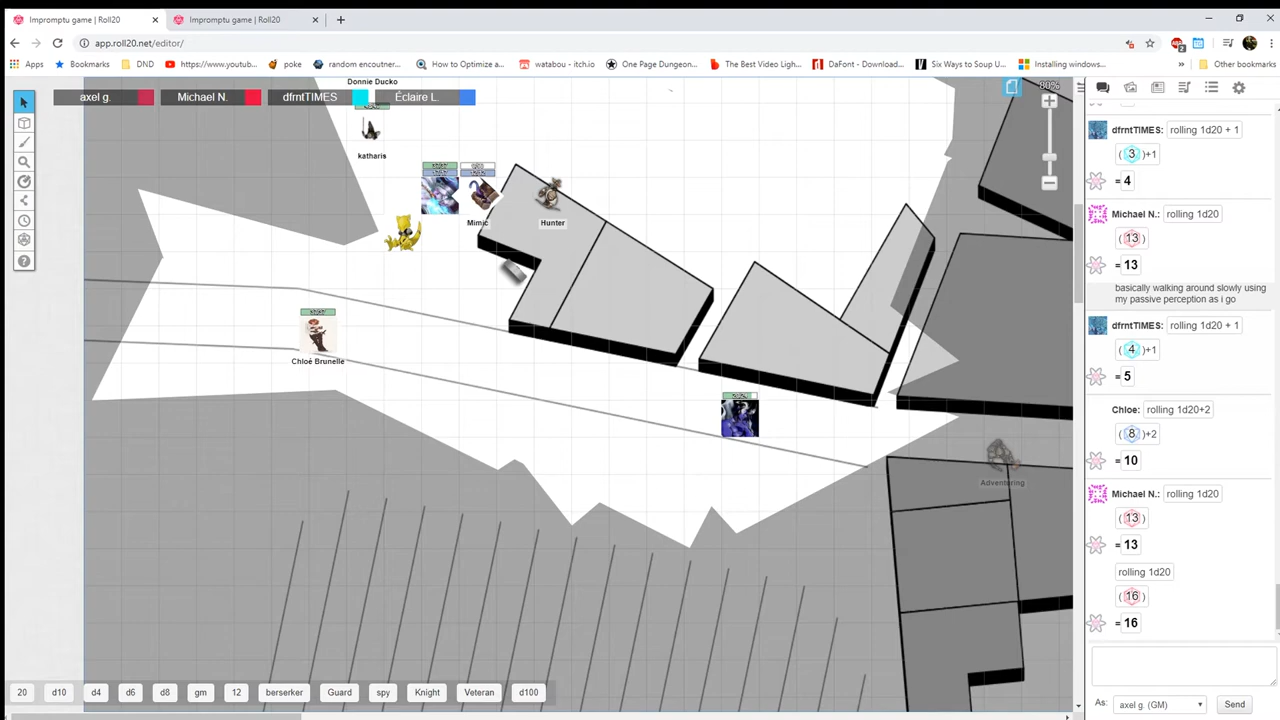 Impromptu game | Roll20
Impromptu game | Roll20
app.roll20.net/editor/
Apps Bookmarks DND https://www.youtub... poke random encoutner... How to Optimize a... watabou - itch.io One Page Dungeon... The Best Video Ligh... DaFont - Download... Six Ways to Soup U... Installing windows... » Other bookmarks
Donnie Ducko
axel g. Michael N. dfrntTIMES Éclaire L.
80%
katharis
37/37
Mimic
Hunter
37/37
Chloé Brunelle
Adventering
dfrntTIMES: rolling 1d20 + 1
(3)+1
= 4
Michael N.: rolling 1d20
(13)
= 13
basically walking around slowly using
my passive perception as i go
dfrntTIMES: rolling 1d20 + 1
(4)+1
= 5
Chloe: rolling 1d20+2
(8)+2
= 10
Michael N.: rolling 1d20
(13)
= 13
rolling 1d20
(16)
= 16
20 d10 d4 d6 d8 gm 12 berserker Guard spy Knight Veteran d100
As: axel g. (GM) Send